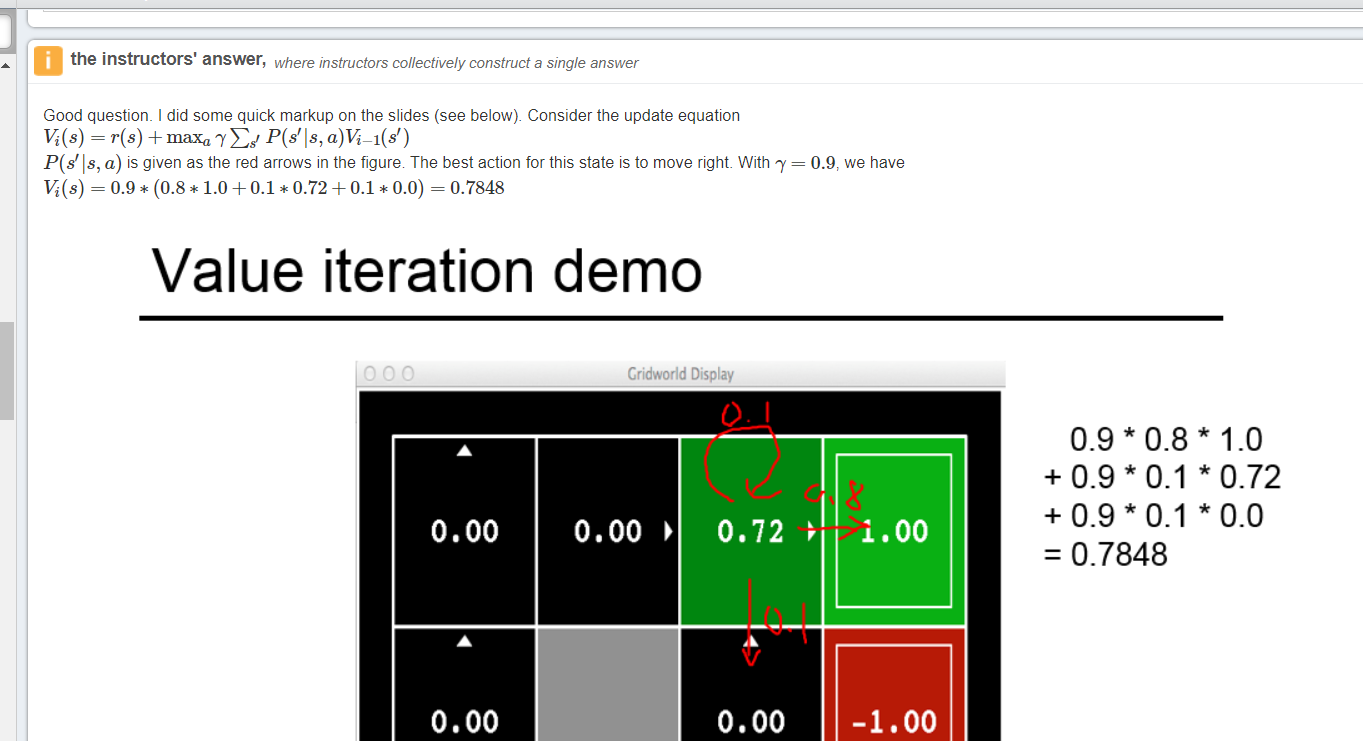 i the instructors' answer, where instructors collectively construct a single answer
Good question. I did some quick markup on the slides (see below). Consider the update equation
V_i(s) = r(s) + max_a γ ∑_{s'} P(s'|s, a)V_{i−1}(s')
P(s'|s, a) is given as the red arrows in the figure. The best action for this state is to move right. With γ = 0.9, we have
V_i(s) = 0.9 ∗ (0.8 ∗ 1.0 + 0.1 ∗ 0.72 + 0.1 ∗ 0.0) = 0.7848
Value iteration demo
Gridworld Display
0.1
0.8
0.00 0.00 0.72 1.00
0.1
0.00 0.00 -1.00
0.9 * 0.8 * 1.0
+ 0.9 * 0.1 * 0.72
+ 0.9 * 0.1 * 0.0
= 0.7848